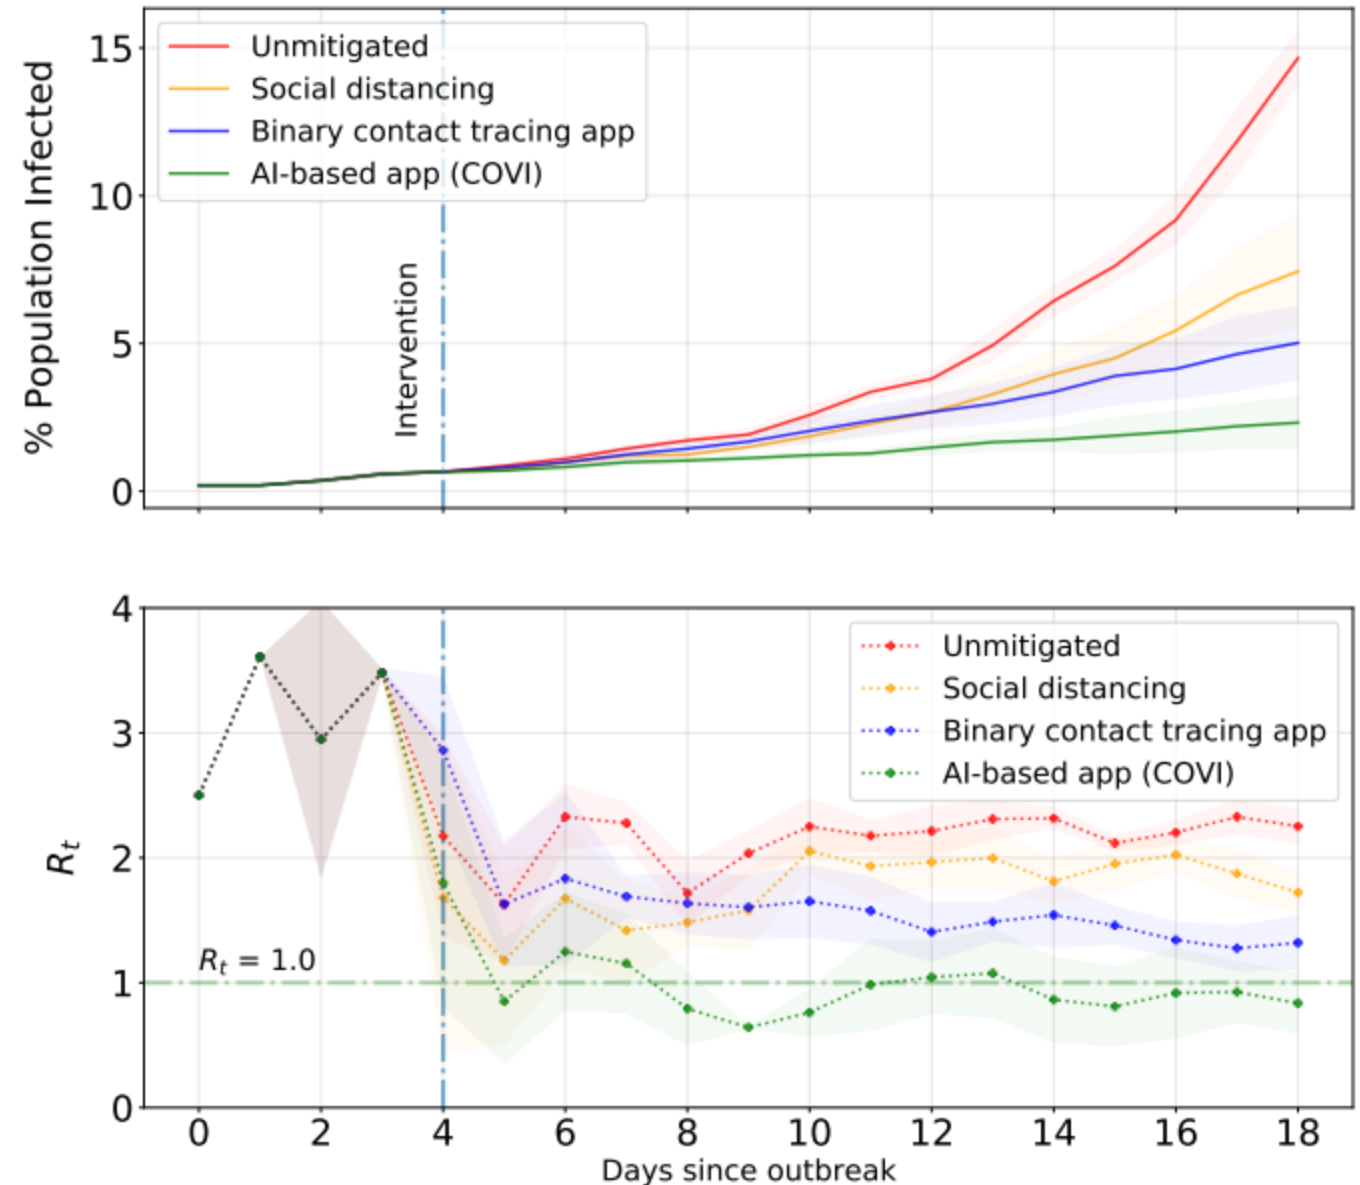 % Population Infected
15
10
5
0
Unmitigated
Social distancing
Binary contact tracing app
AI-based app (COVI)
Intervention
R_t
4
3
2
1
0
Unmitigated
Social distancing
Binary contact tracing app
AI-based app (COVI)
R_t = 1.0
0 2 4 6 8 10 12 14 16 18
Days since outbreak